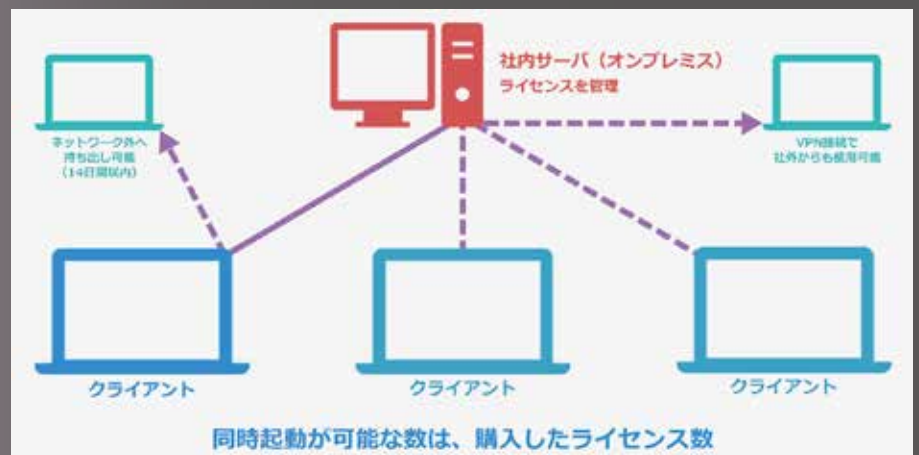 社内サーバ（オンプレミス）
ライセンスを管理
ネットワーク外へ
持ち出し可能
（14日間以内）
VPN接続で
社外からも使用可能
クライアント
クライアント
クライアント
同時起動が可能な数は、購入したライセンス数